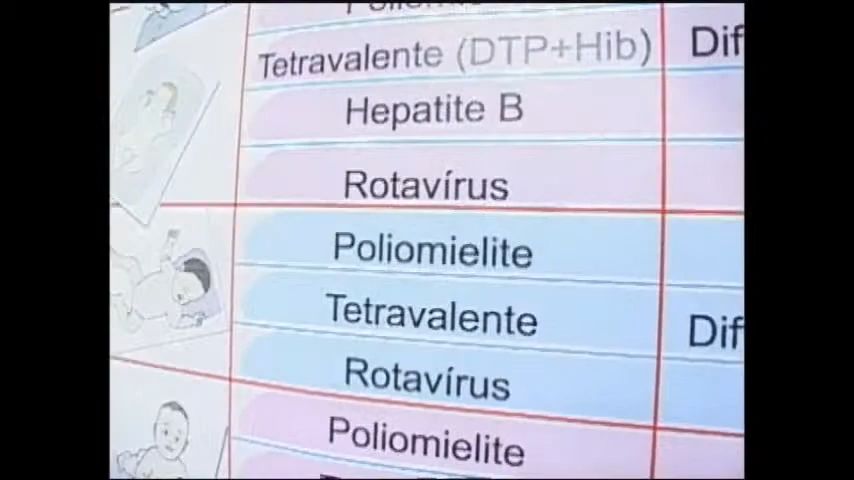 Tetravalente (DTP+Hib) Dif
Hepatite B
Rotavírus
Poliomielite
Tetravalente Dif
Rotavírus
Poliomielite